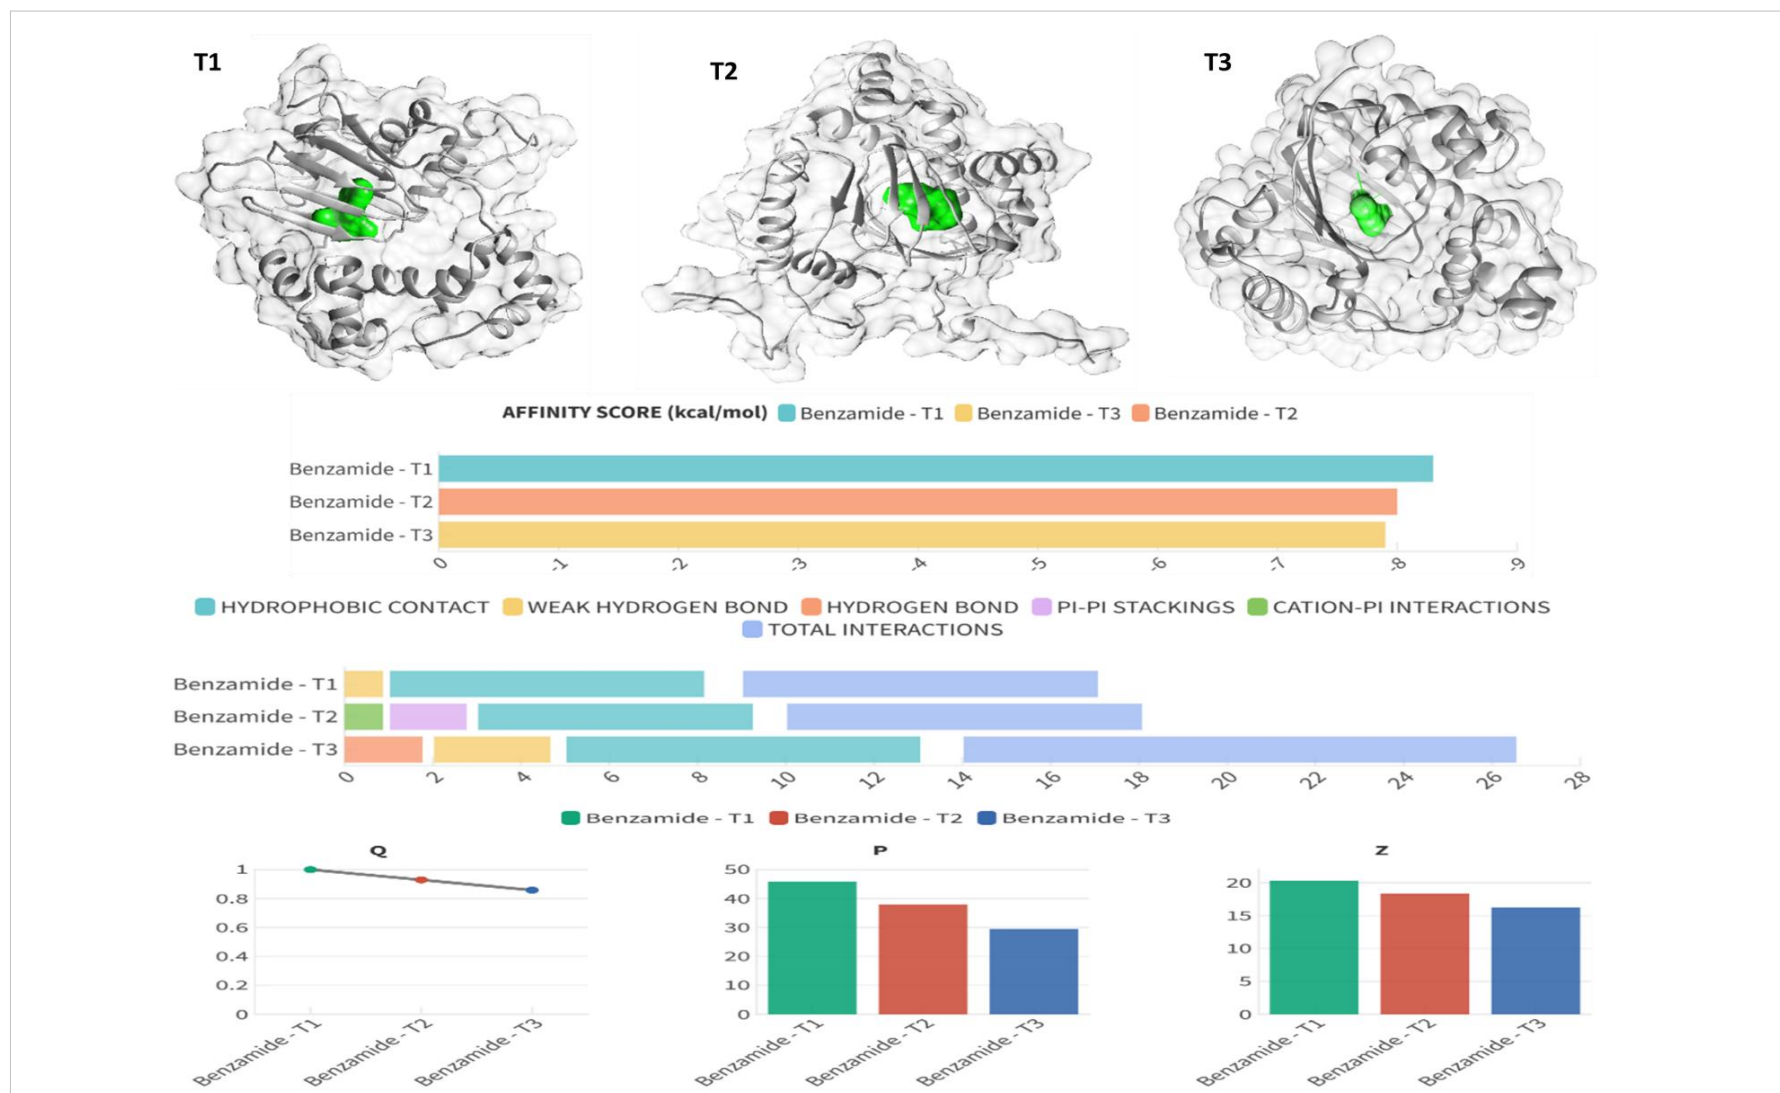 T1
T2
T3
AFFINITY SCORE (kcal/mol) Benzamide - T1 Benzamide - T3 Benzamide - T2
Benzamide - T1
Benzamide - T2
Benzamide - T3
0 -1 -2 -3 -4 -5 -6 -7 -8 -9
HYDROPHOBIC CONTACT WEAK HYDROGEN BOND HYDROGEN BOND PI-PI STACKINGS CATION-PI INTERACTIONS
TOTAL INTERACTIONS
Benzamide - T1
Benzamide - T2
Benzamide - T3
0 2 4 6 8 10 12 14 16 18 20 22 24 26 28
Benzamide - T1 Benzamide - T2 Benzamide - T3
Q
1
0.8
0.6
0.4
0.2
0
Benzamide - T1 Benzamide - T2 Benzamide - T3
P
50
40
30
20
10
0
Benzamide - T1 Benzamide - T2 Benzamide - T3
Z
20
15
10
5
0
Benzamide - T1 Benzamide - T2 Benzamide - T3